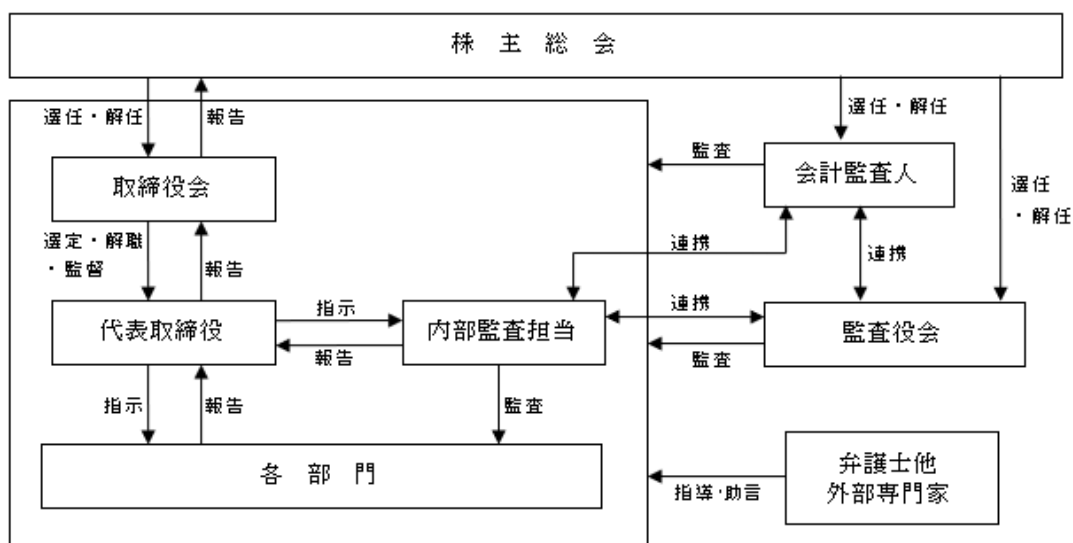 株 主 総 会
選任・解任
報告
選任・解任
監査
取締役会
会計監査人
選任
・解任
選定・解職
・監督
報告
連携
連携
代表取締役
指示
報告
内部監査担当
連携
監査
監査役会
指示
報告
監査
各 部 門
指導・助言
弁護士他
外部専門家